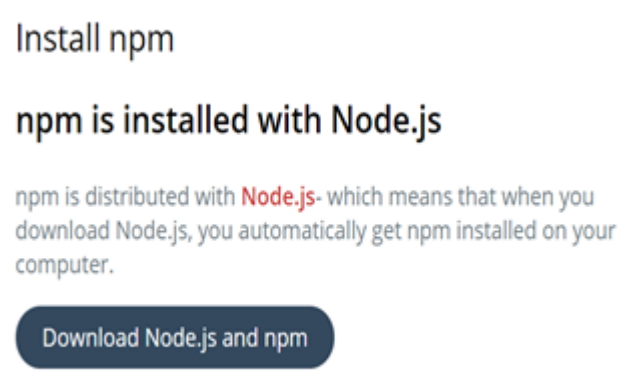 Install npm
npm is installed with Node.js
npm is distributed with Node.js- which means that when you
download Node.js, you automatically get npm installed on your
computer.
Download Node.js and npm